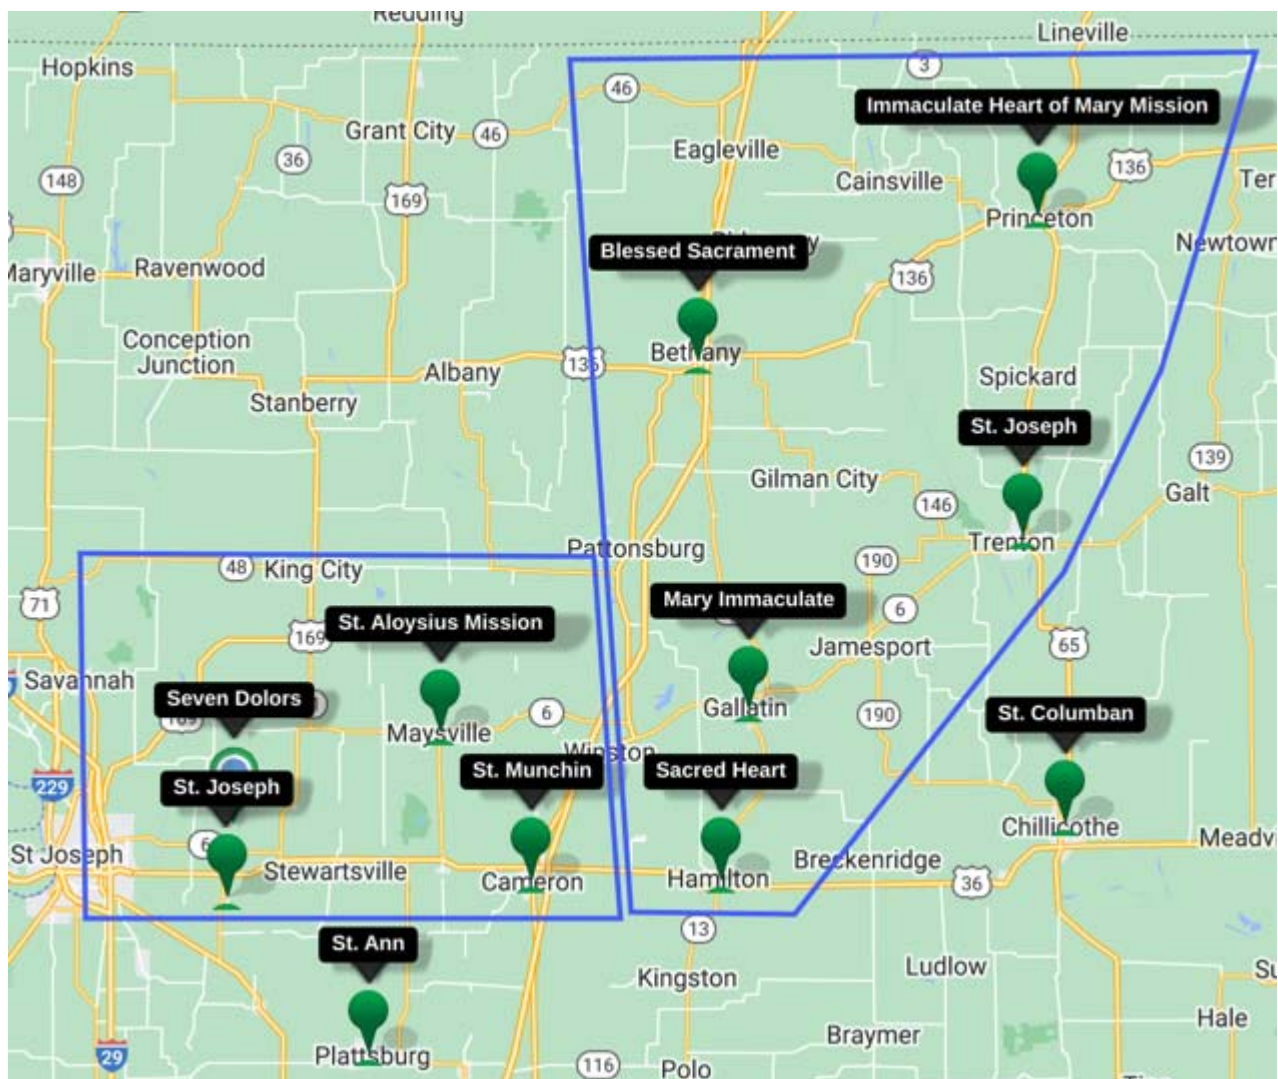 Redding
Lineville
Hopkins
3
46
Immaculate Heart of Mary Mission
Grant City
46
36
Eagleville
136
148
Cainsville
169
Princeton
Blessed Sacrament
Newtown
Maryville
Ravenwood
136
Conception
Junction
Bethany
136
Albany
Spickard
Stanberry
St. Joseph
139
Gilman City
146
Galt
Trenton
Pattonsburg
48
King City
190
71
Mary Immaculate
6
St. Aloysius Mission
169
Jamesport
65
Savannah
Seven Dolors
Gallatin
6
190
St. Columban
169
Maysville
Winston
St. Munchin
Sacred Heart
229
St. Joseph
Chillicothe
Meadvi
6
St Joseph
Breckenridge
Stewartsville
Cameron
Hamilton
36
13
St. Ann
Kingston
Ludlow
Su
Hale
Braymer
Plattsburg
29
116
Polo